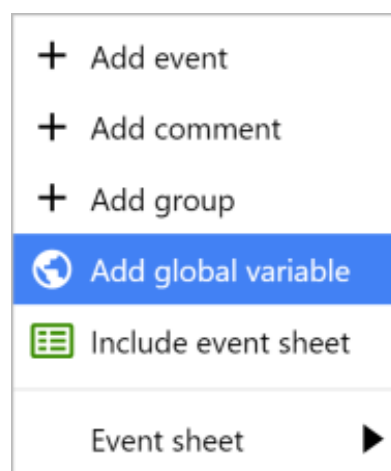 Add event
Add comment
Add group
Add global variable
Include event sheet
Event sheet